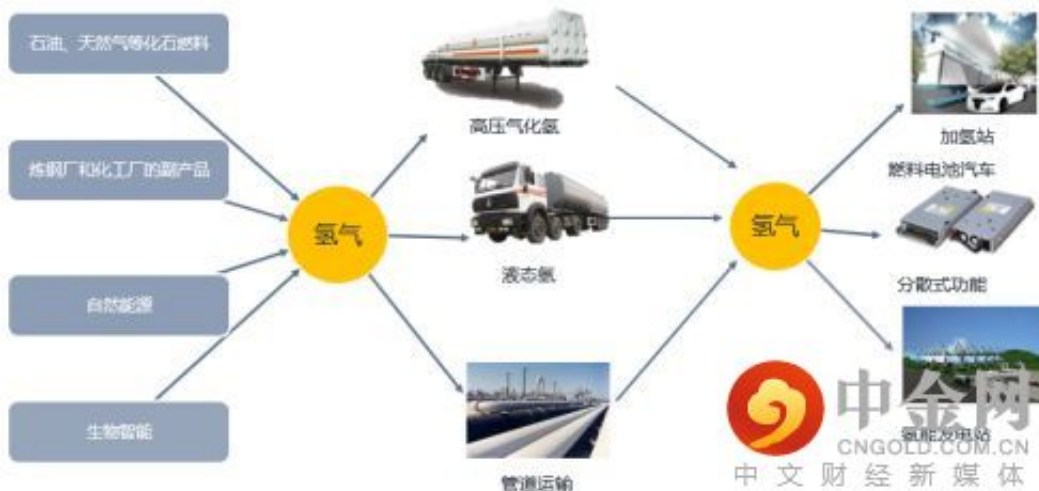 石油、天然气等化石燃料
炼钢厂和化工厂的副产品
自然能源
生物智能
氢气
高压气化氢
液态氢
管道运输
氢气
加氢站
燃料电池汽车
分散式功能
氢能发电站
中金网
CNGOLD.COM.CN
中文财经新媒体